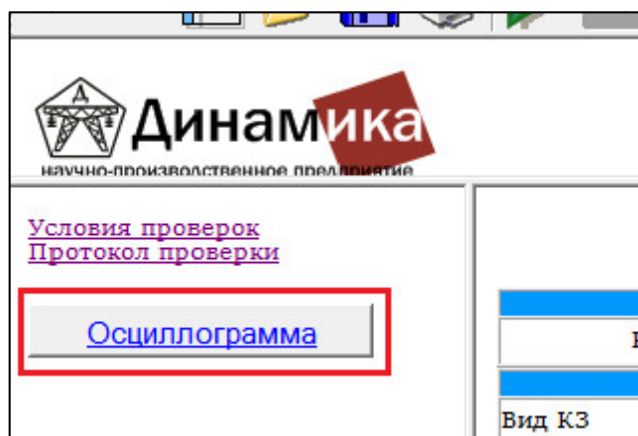 Д
Динамика
научно-производственное предприятие
Условия проверок
Протокол проверки
Осциллограмма
Вид КЗ